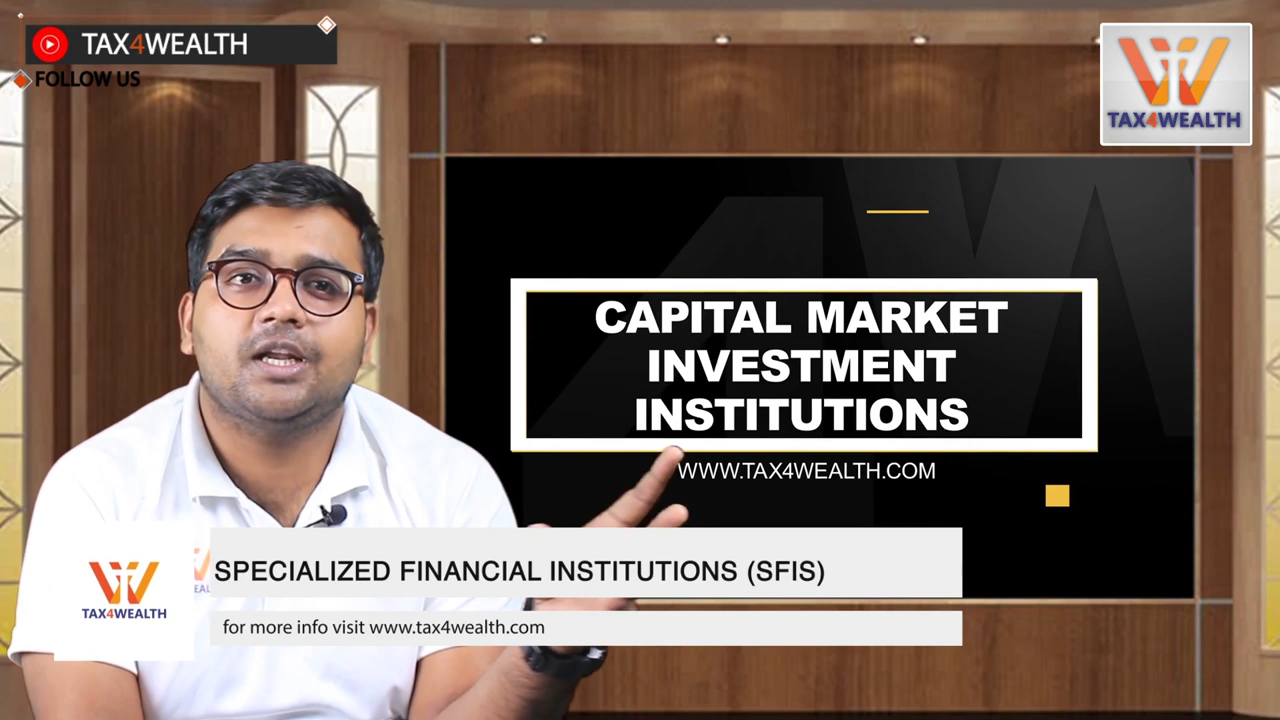 TAX4WEALTH
FOLLOW US
TAX4WEALTH
CAPITAL MARKET
INVESTMENT
INSTITUTIONS
WWW.TAX4WEALTH.COM
SPECIALIZED FINANCIAL INSTITUTIONS (SFIS)
TAX4WEALTH
for more info visit www.tax4wealth.com